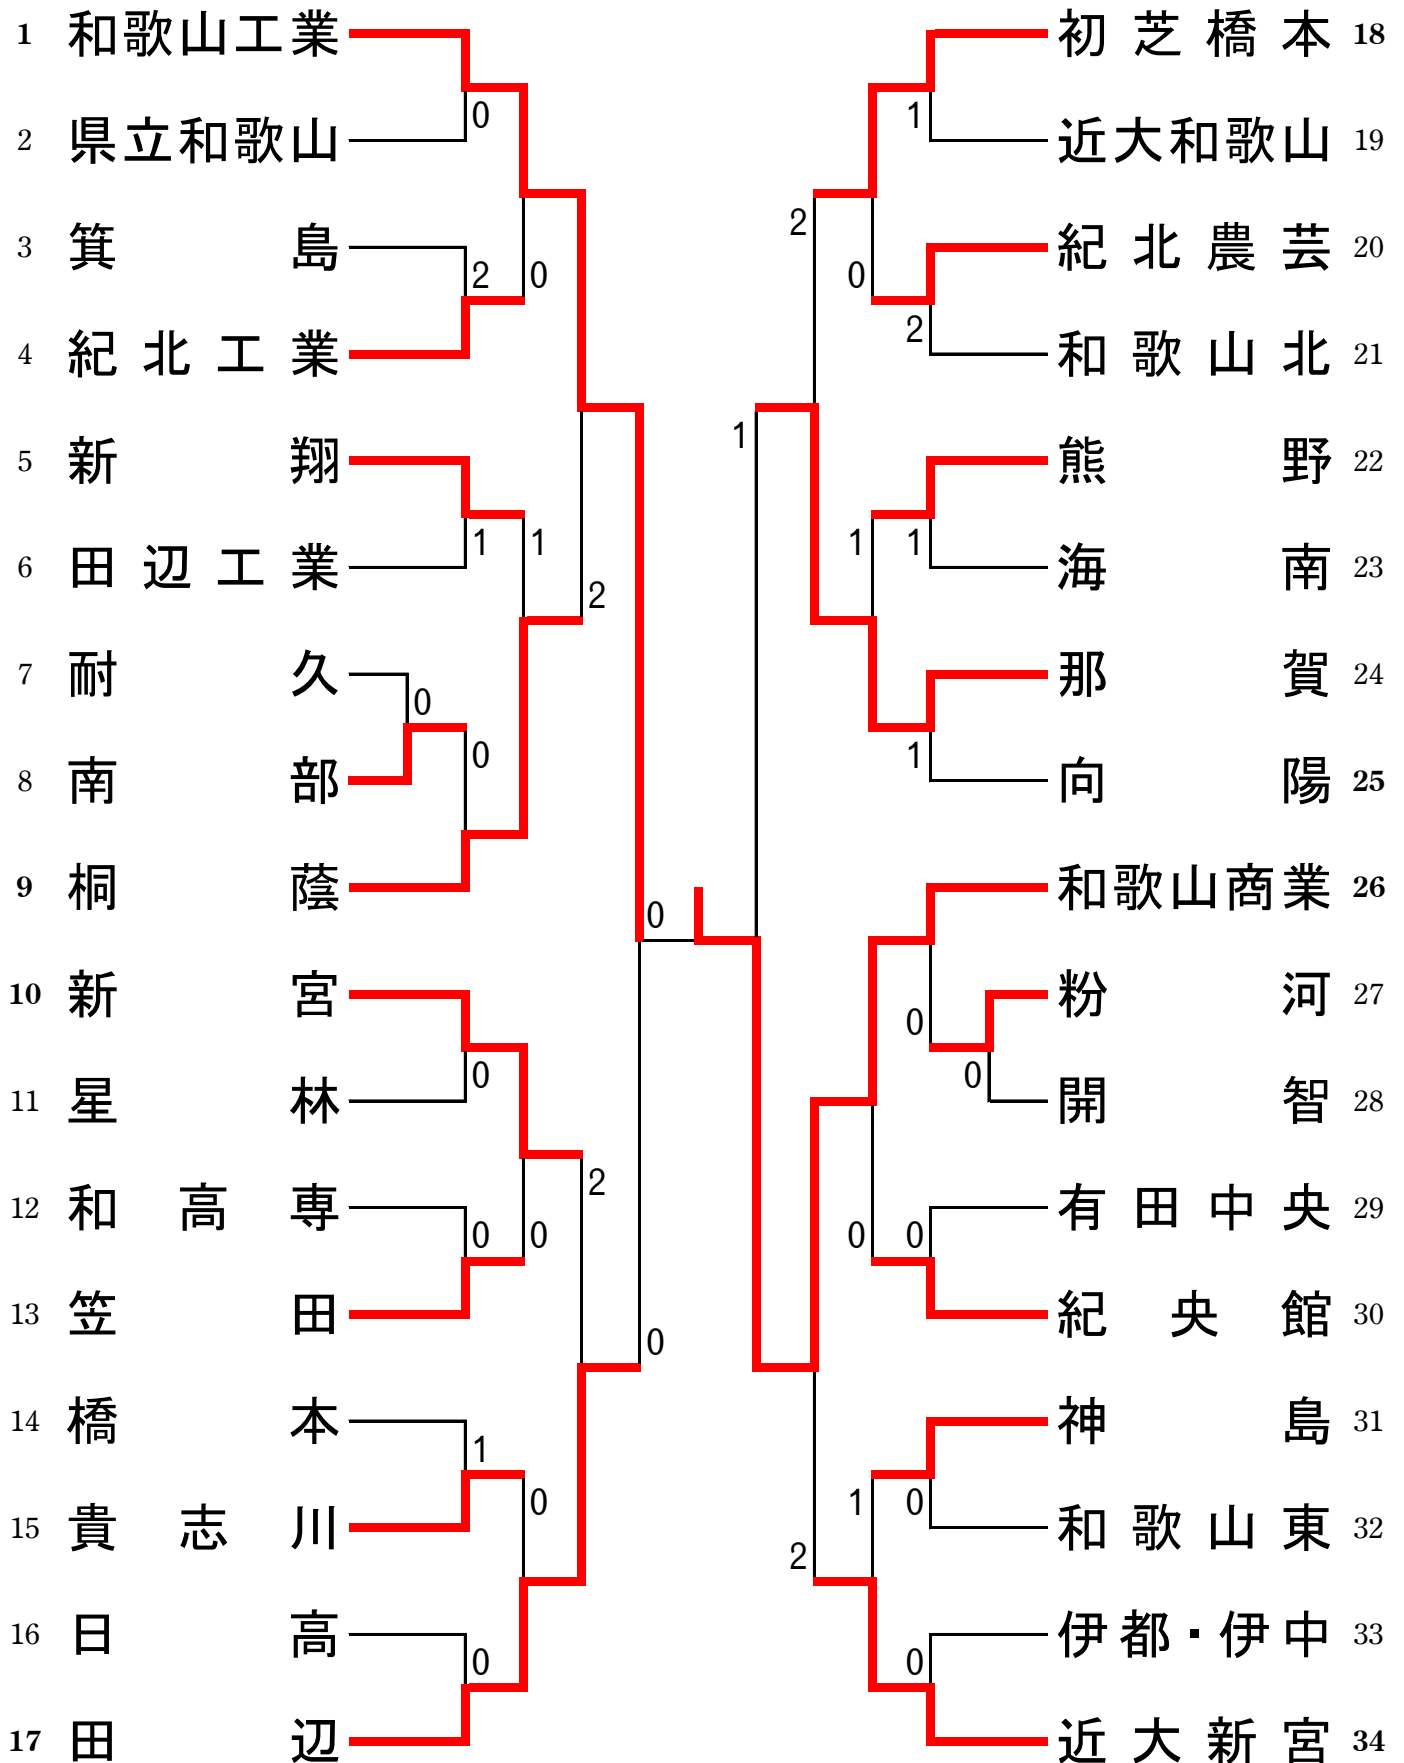 1 和歌山工業
0
2 県立和歌山
3 箕島
2 0
4 紀北工業
5 新翔
1 1
6 田辺工業
2
7 耐久
0
0
8 南部
9 桐蔭
0
10 新宮
0
11 星林
2
12 和高専
0 0
13 笠田
0
14 橋本
1
0
15 貴志川
16 日高
0
17 田辺
初芝橋本 18
1
近大和歌山 19
2
紀北農芸 20
0
2
和歌山北 21
1
熊野 22
1 1
海南 23
那賀 24
1
向陽 25
和歌山商業 26
粉河 27
0
0
開智 28
有田中央 29
0 0
紀央館 30
神島 31
1 0
和歌山東 32
2
伊都・伊中 33
0
近大新宮 34